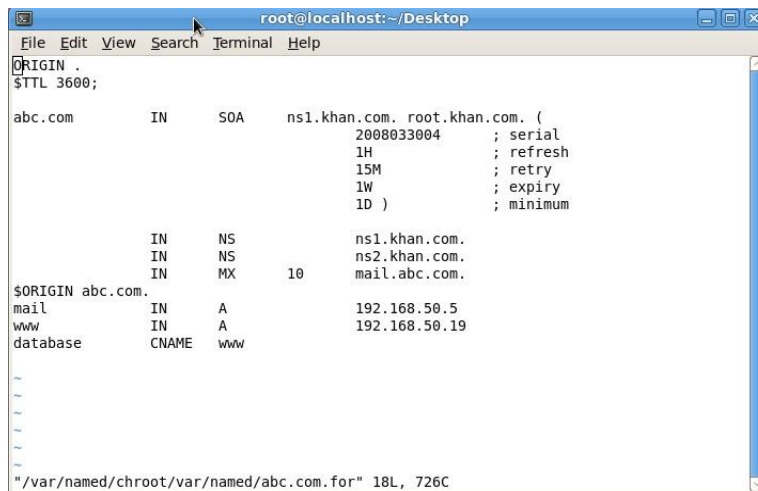 root@localhost:~/Desktop
File Edit View Search Terminal Help
ORIGIN .
$TTL 3600;
abc.com IN SOA ns1.khan.com. root.khan.com. (
2008033004 ; serial
1H ; refresh
15M ; retry
1W ; expiry
1D ) ; minimum
IN NS ns1.khan.com.
IN NS ns2.khan.com.
IN MX 10 mail.abc.com.
$ORIGIN abc.com.
mail IN A 192.168.50.5
www IN A 192.168.50.19
database CNAME www
~
~
~
~
~
~
"/var/named/chroot/var/named/abc.com.for" 18L, 726C